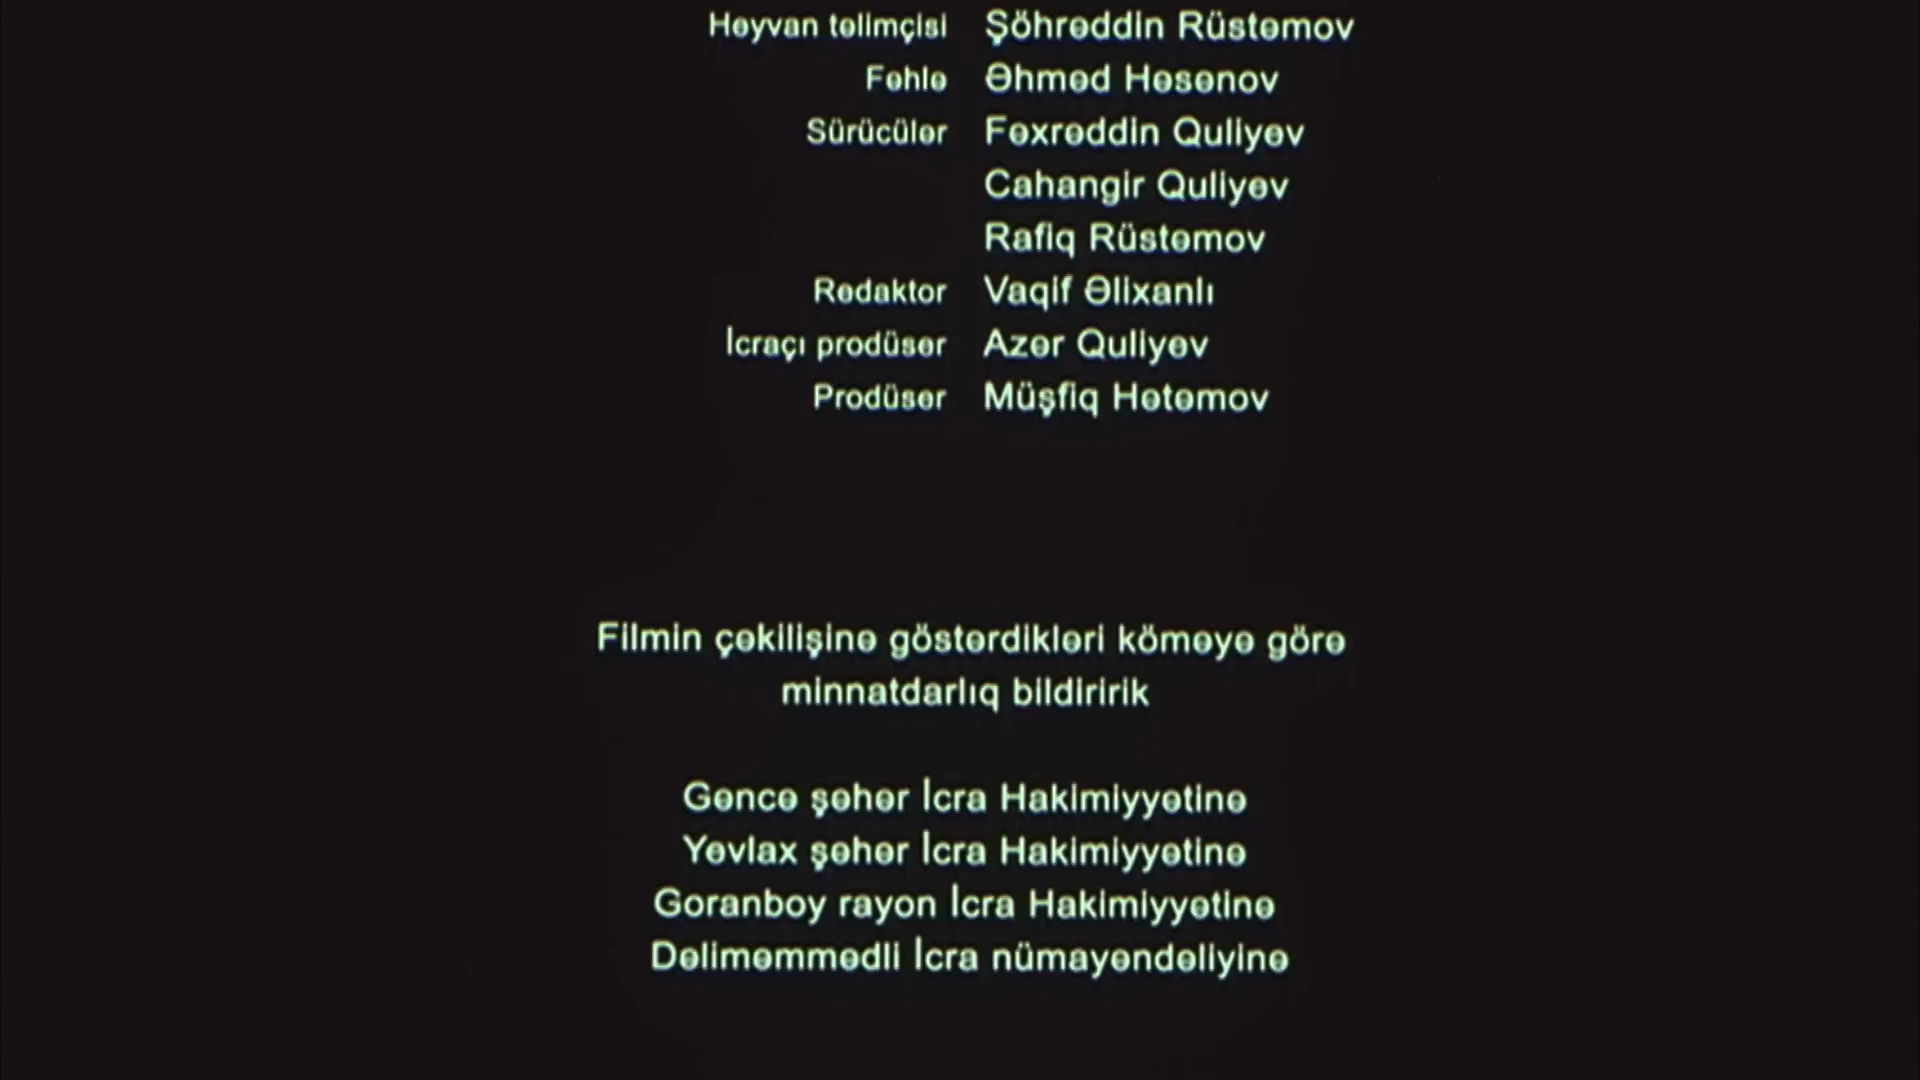 Heyvan təlimçisi Şöhrəddin Rüstəmov
Fəhlə Əhməd Həsənov
Sürücülər Fəxrəddin Quliyev
Cahangir Quliyev
Rafiq Rüstəmov
Redaktor Vaqif Əlixanlı
İcraçı prodüser Azər Quliyev
Prodüser Müşfiq Hətəmov
Filmin çəkilişinə göstərdikləri köməyə görə
minnatdarlıq bildiririk
Gəncə şəhər İcra Hakimiyyətinə
Yevlax şəhər İcra Hakimiyyətinə
Goranboy rayon İcra Hakimiyyətinə
Dəliməmmədli İcra nümayəndəliyinə